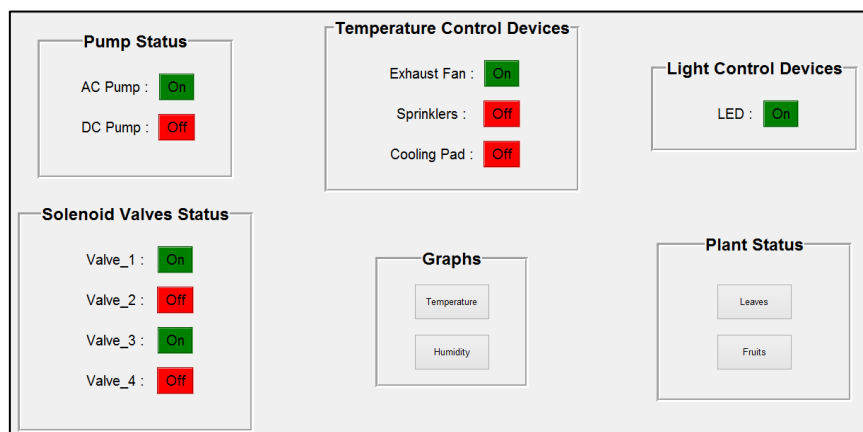 Pump Status
AC Pump : On
DC Pump : Off
Temperature Control Devices
Exhaust Fan : On
Sprinklers : Off
Cooling Pad : Off
Light Control Devices
LED : On
Solenoid Valves Status
Valve_1 : On
Valve_2 : Off
Valve_3 : On
Valve_4 : Off
Graphs
Temperature
Humidity
Plant Status
Leaves
Fruits